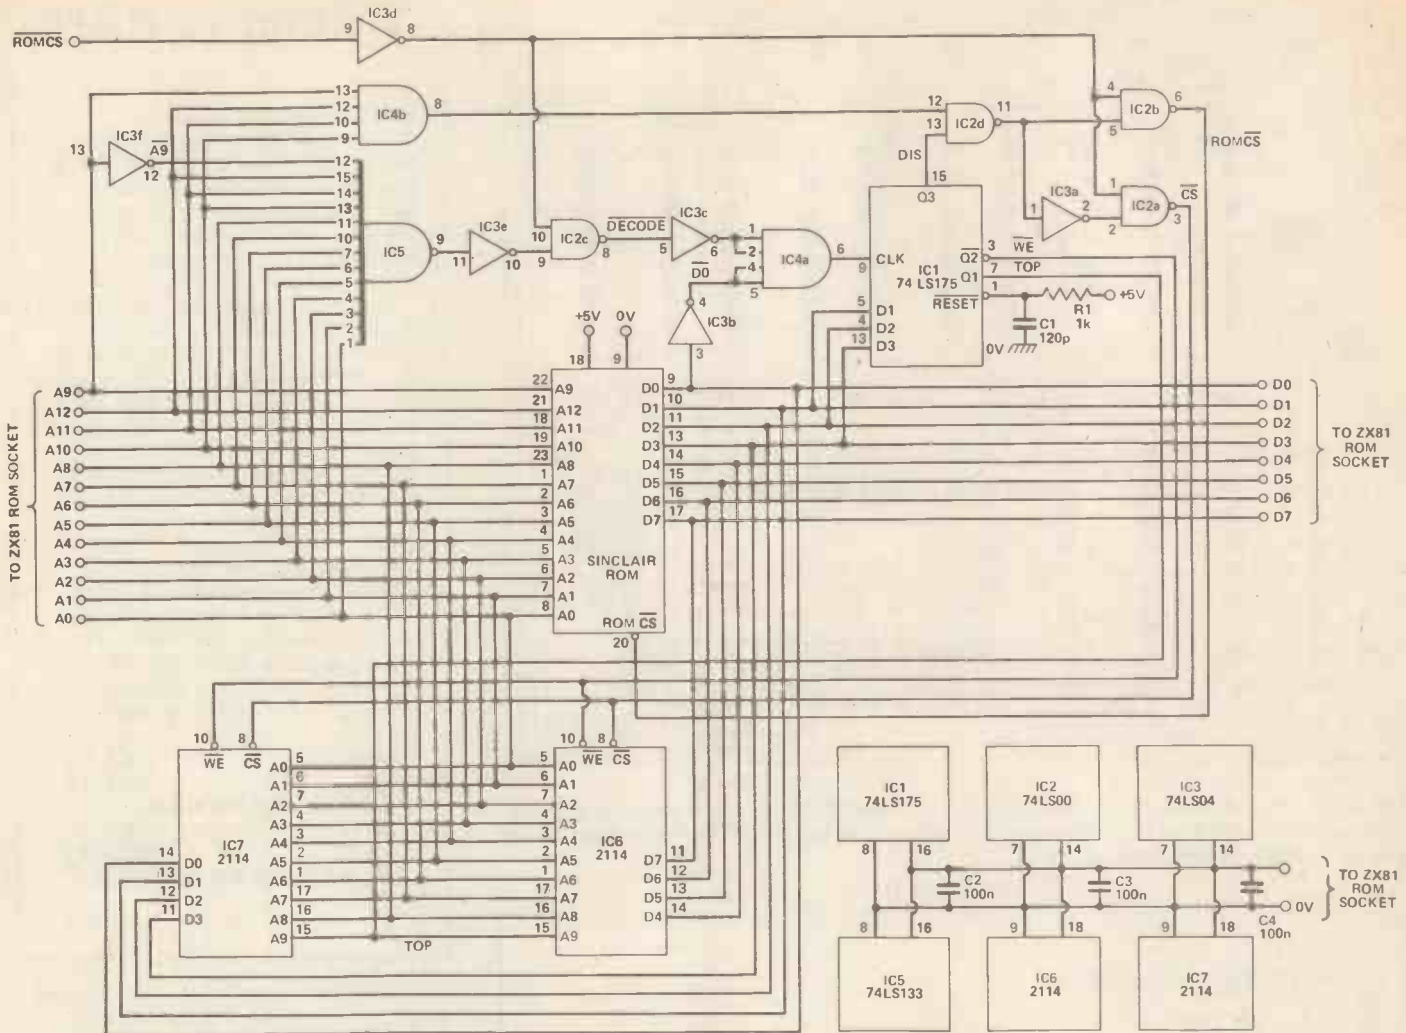 ROMCS
9
IC3d
8
13
12
10
9
IC4b
8
12
13
IC2d
11
4
5
IC2b
6
ROMCS
DIS
15
Q3
13
IC3f
A9
12
12
15
14
13
11
10
7
6
5
4
3
2
1
IC5
9
11
IC3e
10
10
9
IC2c
8
DECODE
5
IC3c
6
D0
1
2
4
5
IC4a
6
9
CLK
IC1
74 LS175
5
4
13
D1
D2
D3
Q2
3
WE
Q1
7
TOP
RESET
1
R1
1k
+5V
C1
120p
0V
1
IC3a
2
1
2
IC2a
3
CS
4
IC3b
3
+5V
0V
18
9
TO ZX81 ROM SOCKET
A9
A12
A11
A10
A8
A7
A6
A5
A4
A3
A2
A1
A0
22 A9
21 A12
18 A11
19 A10
23 A8
1 A7
2 A6
3 A5
4 A4
5 A3
6 A2
7 A1
8 A0
SINCLAIR
ROM
ROM CS
20
D0 9
D1 10
D2 11
D3 13
D4 14
D5 15
D6 16
D7 17
D0
D1
D2
D3
D4
D5
D6
D7
TO ZX81
ROM
SOCKET
10 8
WE CS
IC7
2114
14 D0
13 D1
12 D2
11 D3
A0 5
A1 6
A2 7
A3 4
A4 3
A5 2
A6 1
A7 17
A8 16
A9 15
TOP
10 8
WE CS
IC6
2114
5 A0
6 A1
7 A2
4 A3
3 A4
2 A5
1 A6
17 A7
16 A8
15 A9
D7 11
D6 12
D5 13
D4 14
IC1
74LS175
IC2
74LS00
IC3
74LS04
8 16
7 14
7 14
C2
100n
C3
100n
C4
100n
0V
TO ZX81
ROM
SOCKET
8 16
9 18
9 18
IC5
74LS133
IC6
2114
IC7
2114